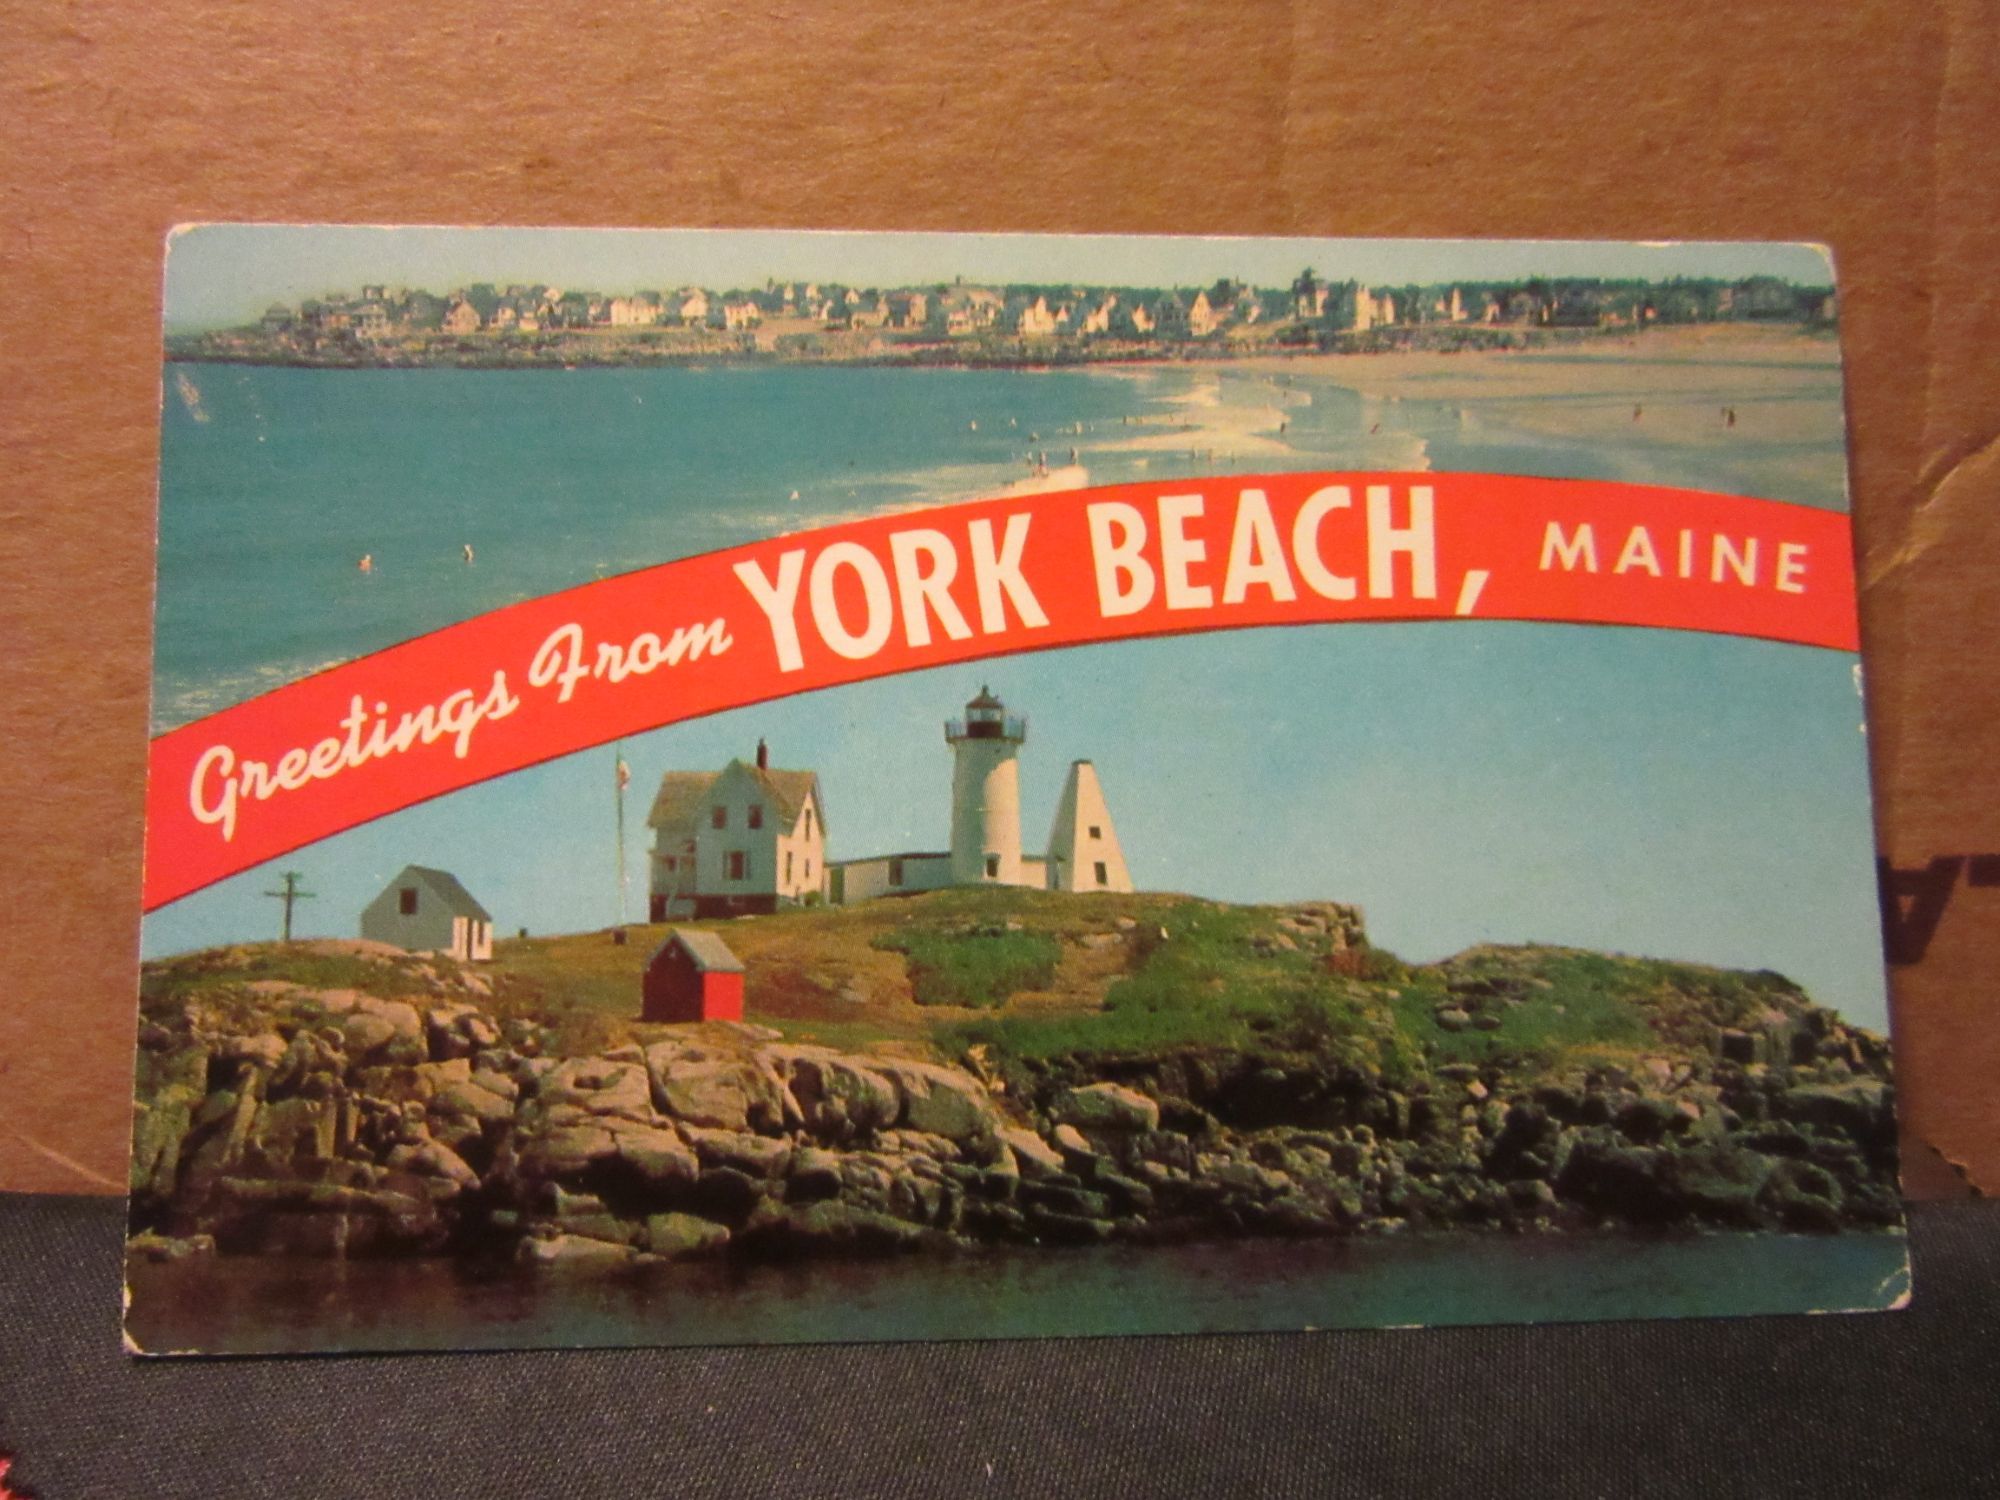 Greetings From YORK BEACH, MAINE